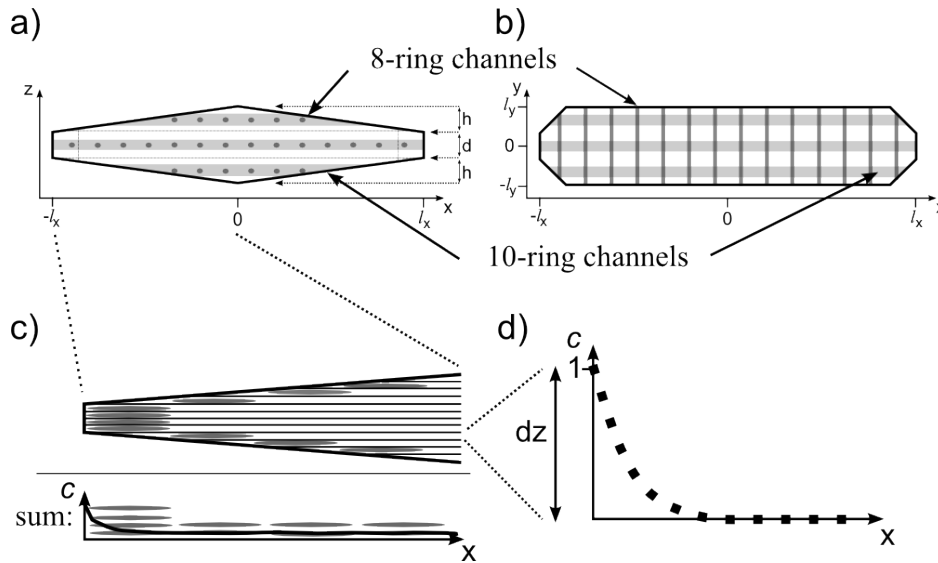 a)
b)
8-ring channels
z
h
d
h
-lx
0
lx
x
y
ly
0
-ly
-lx
0
lx
10-ring channels
c)
d)
c
1
dz
x
c
sum:
x